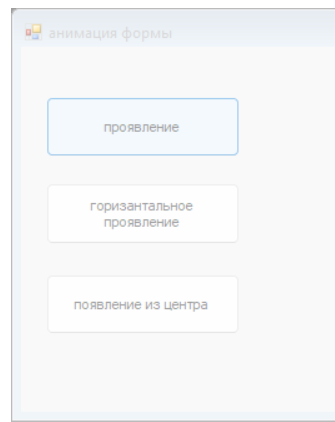 анимация формы
проявление
горизантальное
проявление
появление из центра